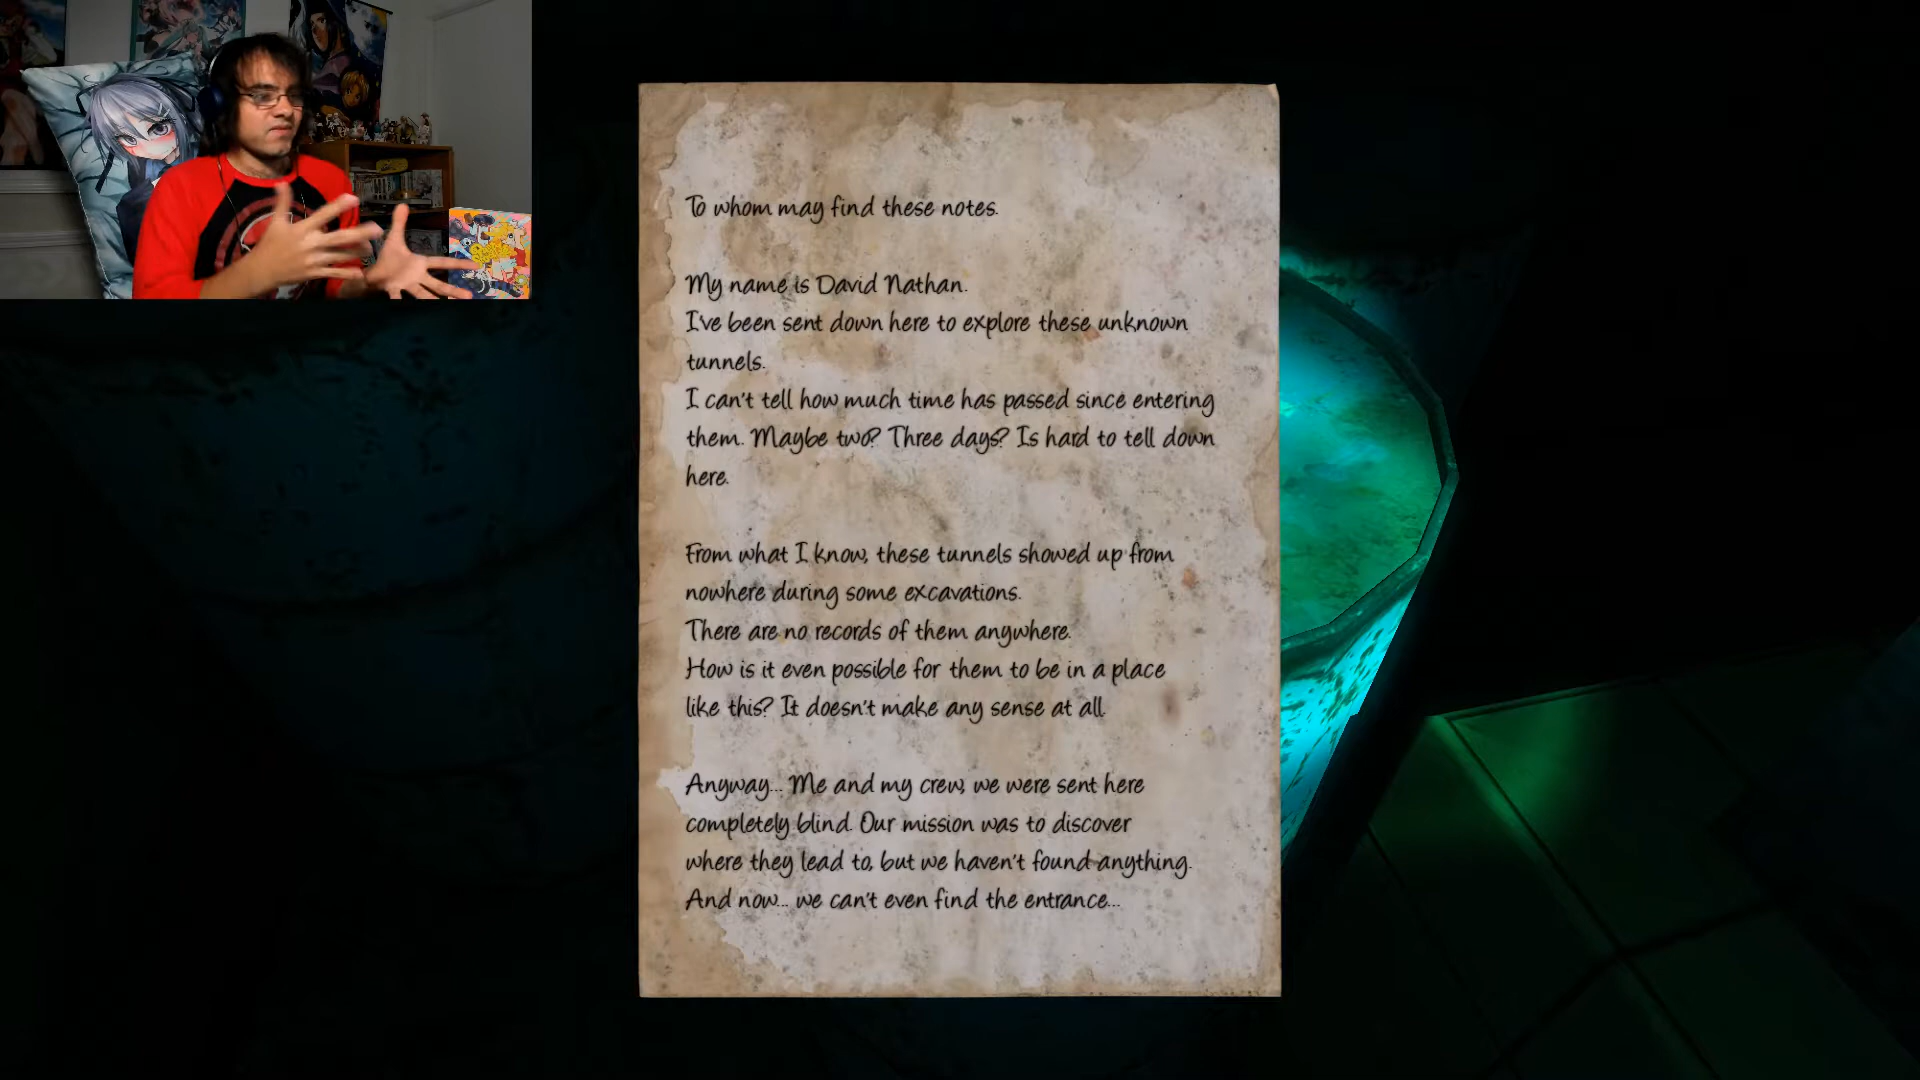 To whom may find these notes.
My name is David Nathan.
I've been sent down here to explore these unknown
tunnels.
I can't tell how much time has passed since entering
them. Maybe two? Three days? Is hard to tell down
here.
From what I know, these tunnels showed up from
nowhere during some excavations.
There are no records of them anywhere.
How is it even possible for them to be in a place
like this? It doesn't make any sense at all.
Anyway... Me and my crew, we were sent here
completely blind. Our mission was to discover
where they lead to, but we haven't found anything.
And now... we can't even find the entrance...